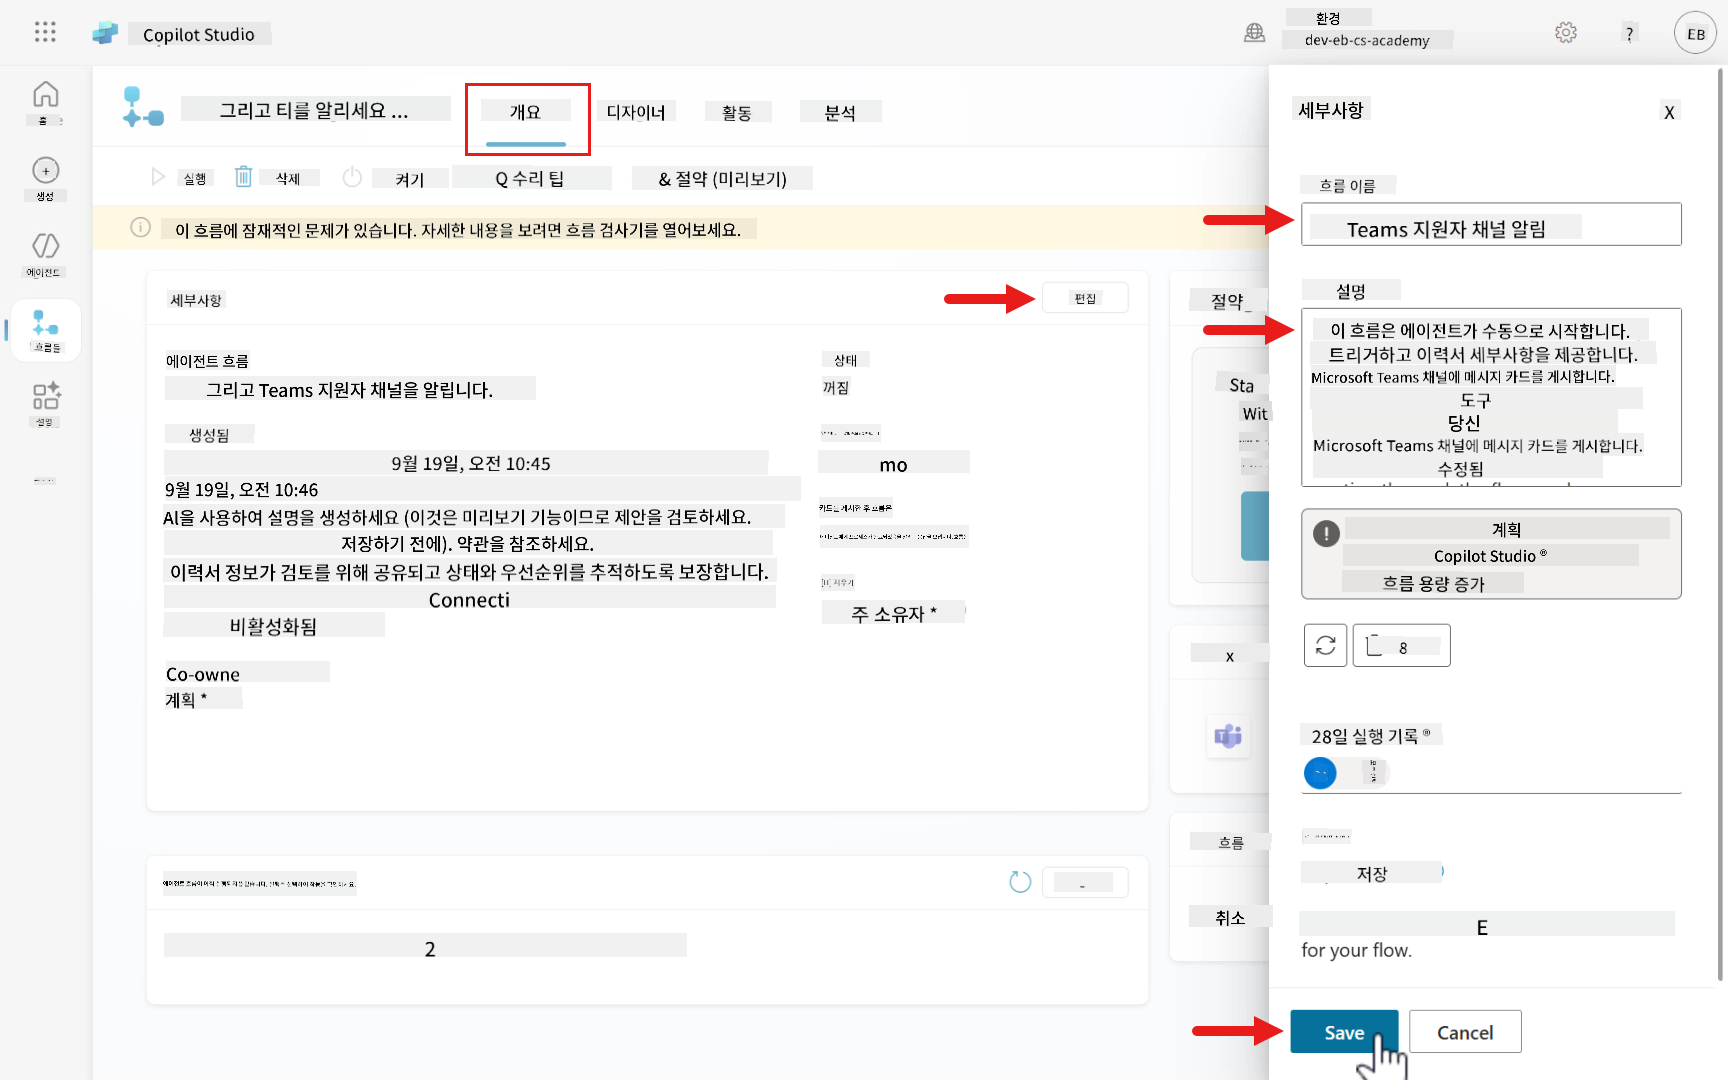 Copilot Studio
환경
dev-eb-cs-academy
?
EB
홈
생성
에이전트
흐름들
설명
그리고 티를 알리세요 ...
개요
디자이너
활동
분석
실행
삭제
켜기
Q 수리 팁
& 절약 (미리보기)
이 흐름에 잠재적인 문제가 있습니다. 자세한 내용을 보려면 흐름 검사기를 열어보세요.
세부사항
편집
에이전트 흐름
그리고 Teams 지원자 채널을 알립니다.
생성됨
9월 19일, 오전 10:45
9월 19일, 오전 10:46
AI을 사용하여 설명을 생성하세요 (이것은 미리보기 기능이므로 제안을 검토하세요.
저장하기 전에). 약관을 참조하세요.
이력서 정보가 검토를 위해 공유되고 상태와 우선순위를 추적하도록 보장합니다.
Connecti
비활성화됨
Co-owne
계획 *
상태
꺼짐
mo
카드를 게시한 후 흐름은
주 소유자 *
2
절약
Sta
Wit
x
흐름
취소
세부사항
X
흐름 이름
Teams 지원자 채널 알림
설명
이 흐름은 에이전트가 수동으로 시작합니다.
트리거하고 이력서 세부사항을 제공합니다.
Microsoft Teams 채널에 메시지 카드를 게시합니다.
도구
당신
Microsoft Teams 채널에 메시지 카드를 게시합니다.
수정됨
계획
Copilot Studio ®
흐름 용량 증가
8
28일 실행 기록 ®
저장
E
for your flow.
Save
Cancel